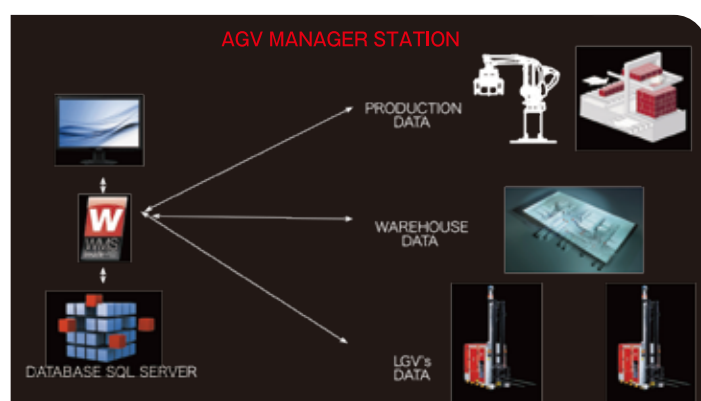 AGV MANAGER STATION
PRODUCTION
DATA
W
WMS
WAREHOUSE
DATA
DATABASE SQL SERVER
LGV's
DATA